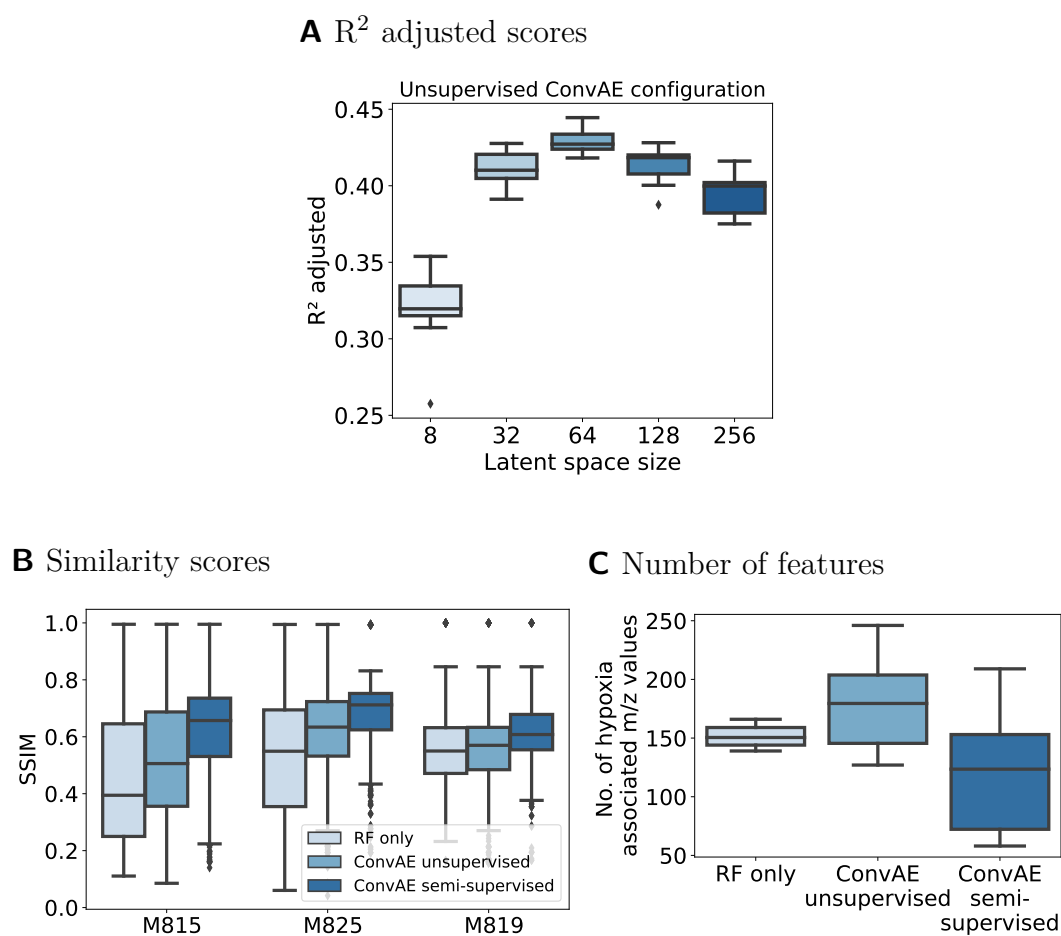 A R² adjusted scores
Unsupervised ConvAE configuration
R² adjusted
0.45
0.40
0.35
0.30
0.25
8 32 64 128 256
Latent space size
B Similarity scores
SSIM
1.0
0.8
0.6
0.4
0.2
0.0
RF only
ConvAE unsupervised
ConvAE semi-supervised
M815 M825 M819
C Number of features
No. of hypoxia
associated m/z values
250
200
150
100
50
RF only
ConvAE
unsupervised
ConvAE
semi-
supervised